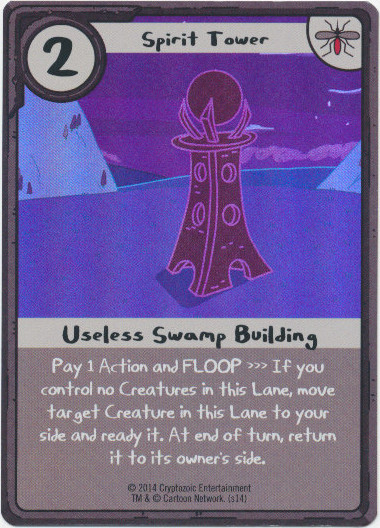 2
Spirit Tower
Useless Swamp Building
Pay 1 Action and FLOOP >>> If you
control no Creatures in this Lane, move
target Creature in this Lane to your
side and ready it. At end of turn, return
it to its owner's side.
© 2014 Cryptozoic Entertainment
TM & © Cartoon Network. (s14)